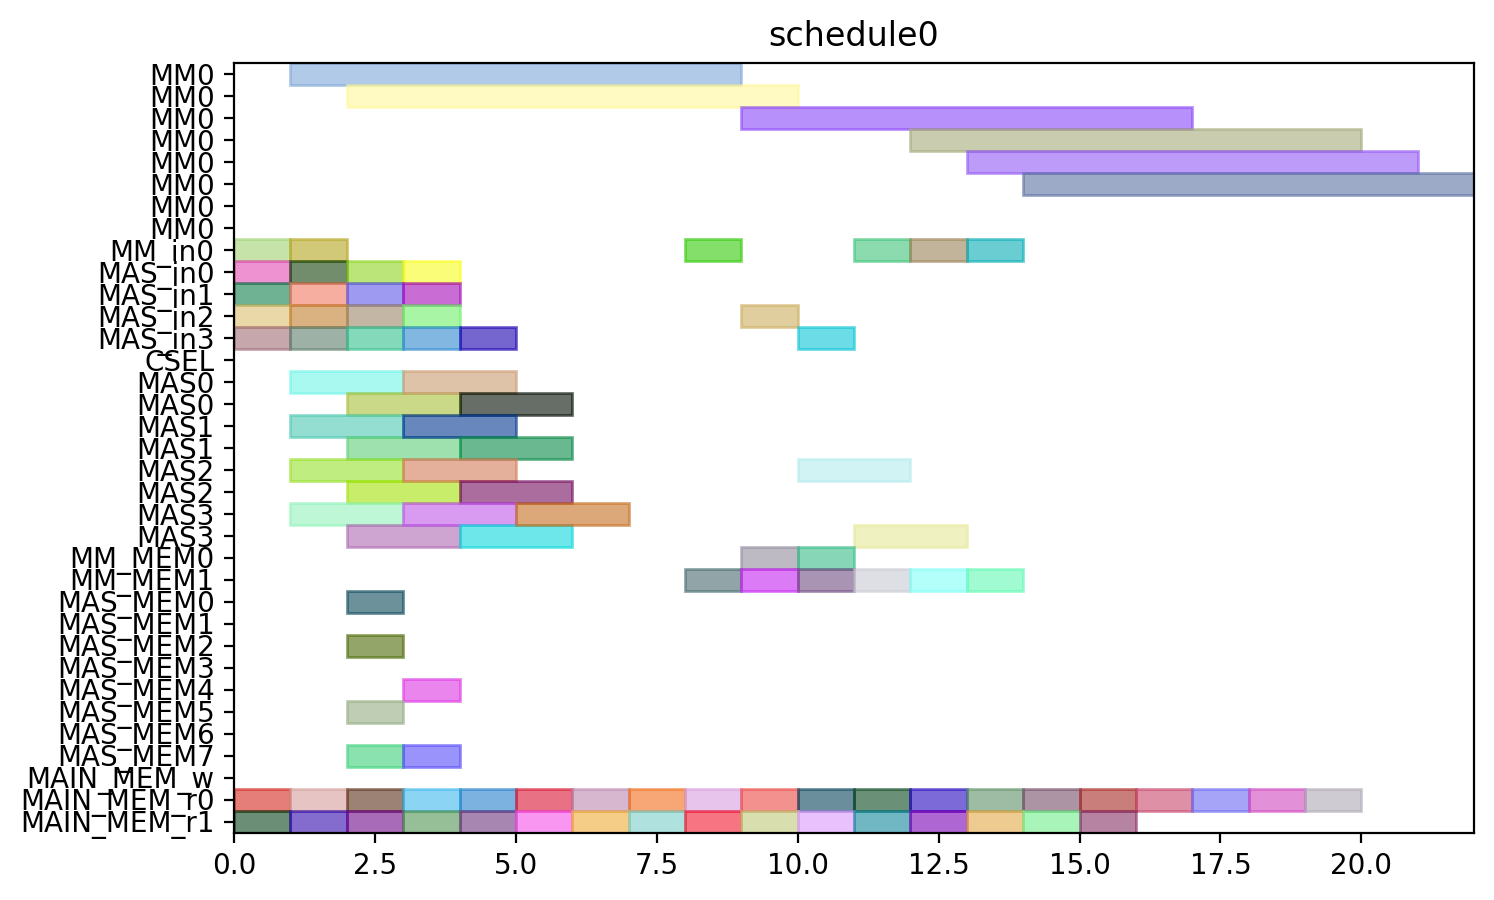 schedule0
MM0
MM0
MM0
MM0
MM0
MM0
MM0
MM0
MM_in0
MAS_in0
MAS_in1
MAS_in2
MAS_in3
CSEL
MAS0
MAS0
MAS1
MAS1
MAS2
MAS2
MAS3
MAS3
MM_MEM0
MM_MEM1
MAS_MEM0
MAS_MEM1
MAS_MEM2
MAS_MEM3
MAS_MEM4
MAS_MEM5
MAS_MEM6
MAS_MEM7
MAIN_MEM_w
MAIN_MEM_r0
MAIN_MEM_r1
0.0 2.5 5.0 7.5 10.0 12.5 15.0 17.5 20.0